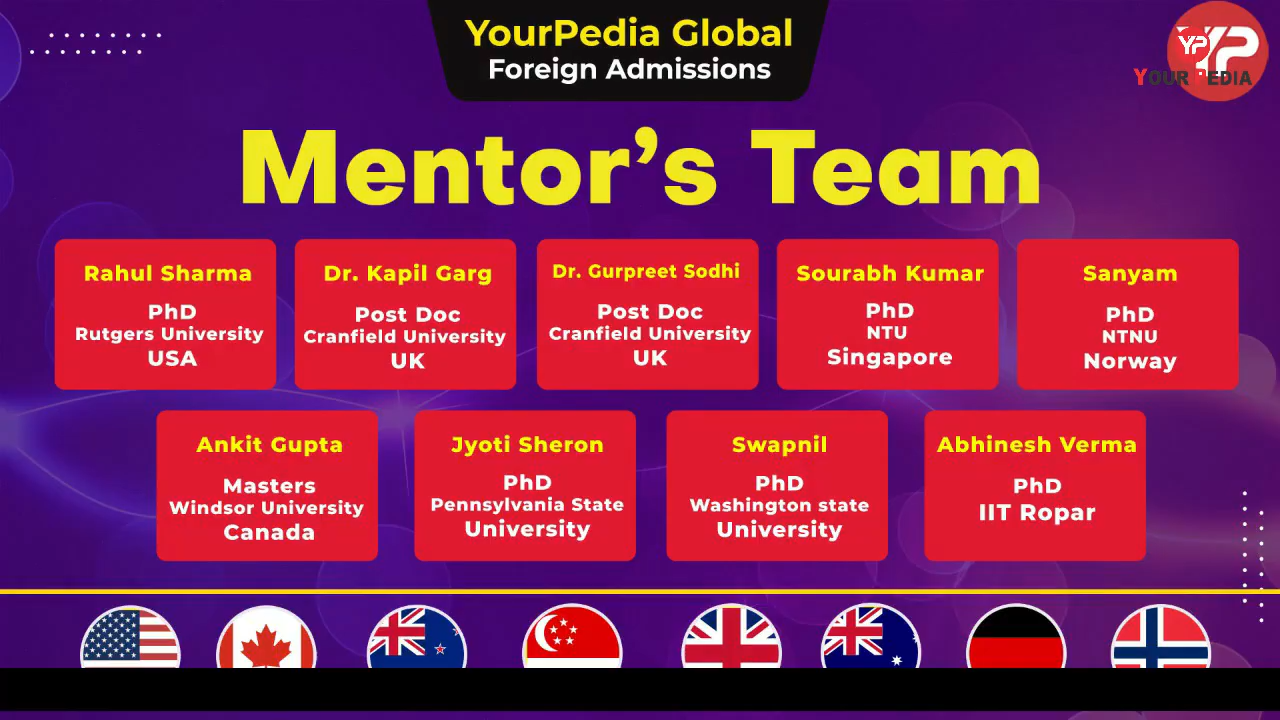 YourPedia Global
Foreign Admissions
YP
YP
YOUR PEDIA
Mentor's Team
Rahul Sharma
PhD
Rutgers University
USA
Dr. Kapil Garg
Post Doc
Cranfield University
UK
Dr. Gurpreet Sodhi
Post Doc
Cranfield University
UK
Sourabh Kumar
PhD
NTU
Singapore
Sanyam
PhD
NTNU
Norway
Ankit Gupta
Masters
Windsor University
Canada
Jyoti Sheron
PhD
Pennsylvania State
University
Swapnil
PhD
Washington state
University
Abhinesh Verma
PhD
IIT Ropar